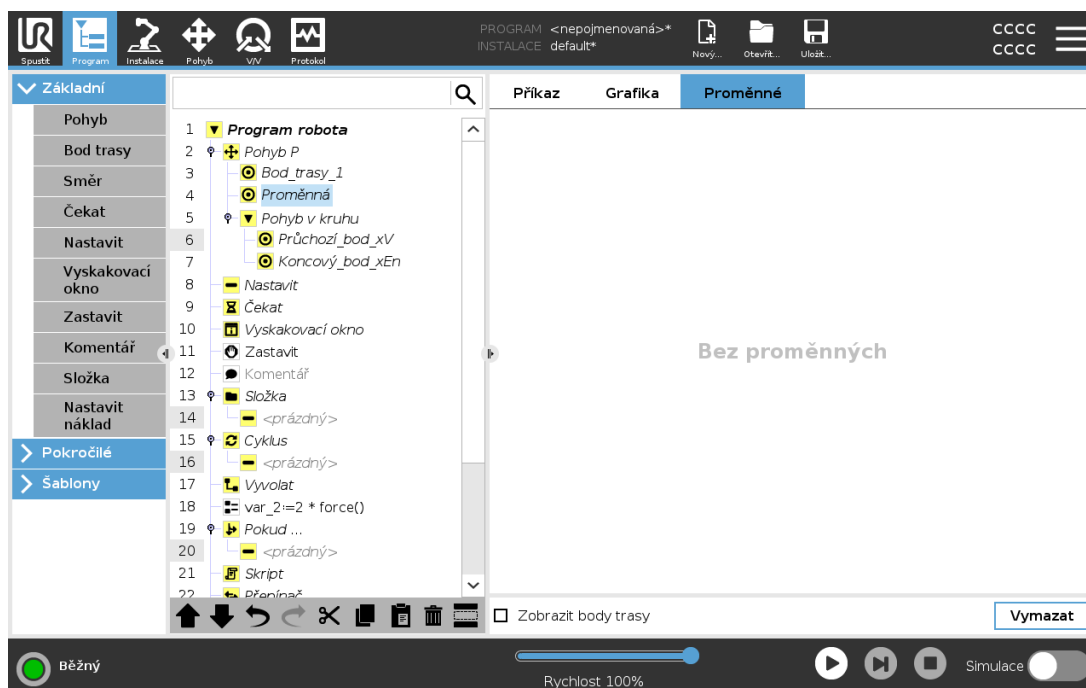 UR
Spustit
Program
Instalace
Pohyb
V/V
Protokol
PROGRAM <nepojmenovaná>*
INSTALACE default*
Nový...
Otevřít...
Uložit...
CCCC
CCCC
Základní
Pohyb
Bod trasy
Směr
Čekat
Nastavit
Vyskakovací
okno
Zastavit
Komentář
Složka
Nastavit
náklad
Pokročilé
Šablony
1 Program robota
2 Pohyb P
3 Bod_trasy_1
4 Proměnná
5 Pohyb v kruhu
6 Průchozí_bod_xV
7 Koncový_bod_xEn
8 Nastavit
9 Čekat
10 Vyskakovací okno
11 Zastavit
12 Komentář
13 Složka
14 <prázdný>
15 Cyklus
16 <prázdný>
17 Vyvolat
18 var_2:=2 * force()
19 Pokud ...
20 <prázdný>
21 Skript
22 Přepínač
Příkaz
Grafika
Proměnné
Bez proměnných
Zobrazit body trasy
Vymazat
Běžný
Rychlost 100%
Simulace